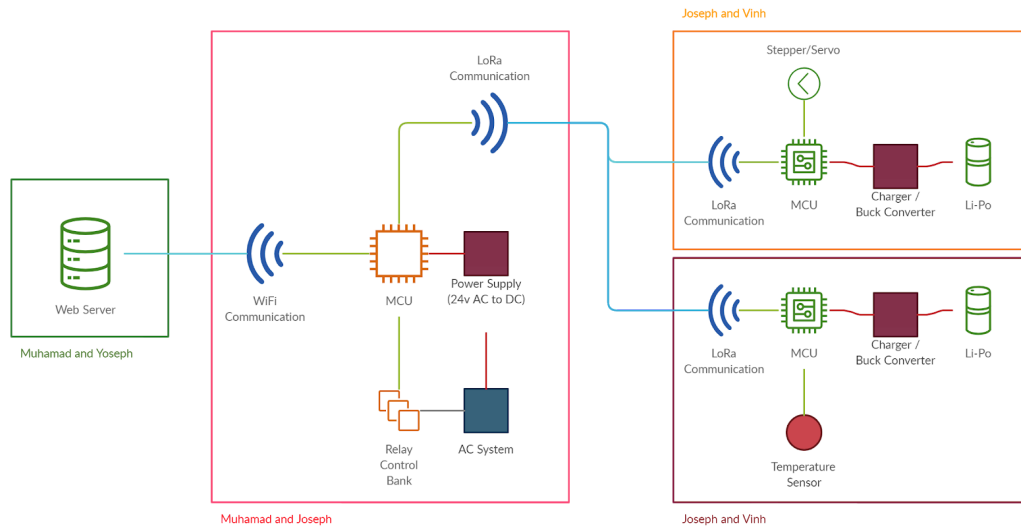 Joseph and Vinh
Stepper/Servo
LoRa
Communication
LoRa
Communication
MCU
Charger /
Buck Converter
Li-Po
Web Server
WiFi
Communication
MCU
Power Supply
(24v AC to DC)
Relay
Control
Bank
AC System
LoRa
Communication
MCU
Charger /
Buck Converter
Li-Po
Temperature
Sensor
Muhamad and Yoseph
Muhamad and Joseph
Joseph and Vinh